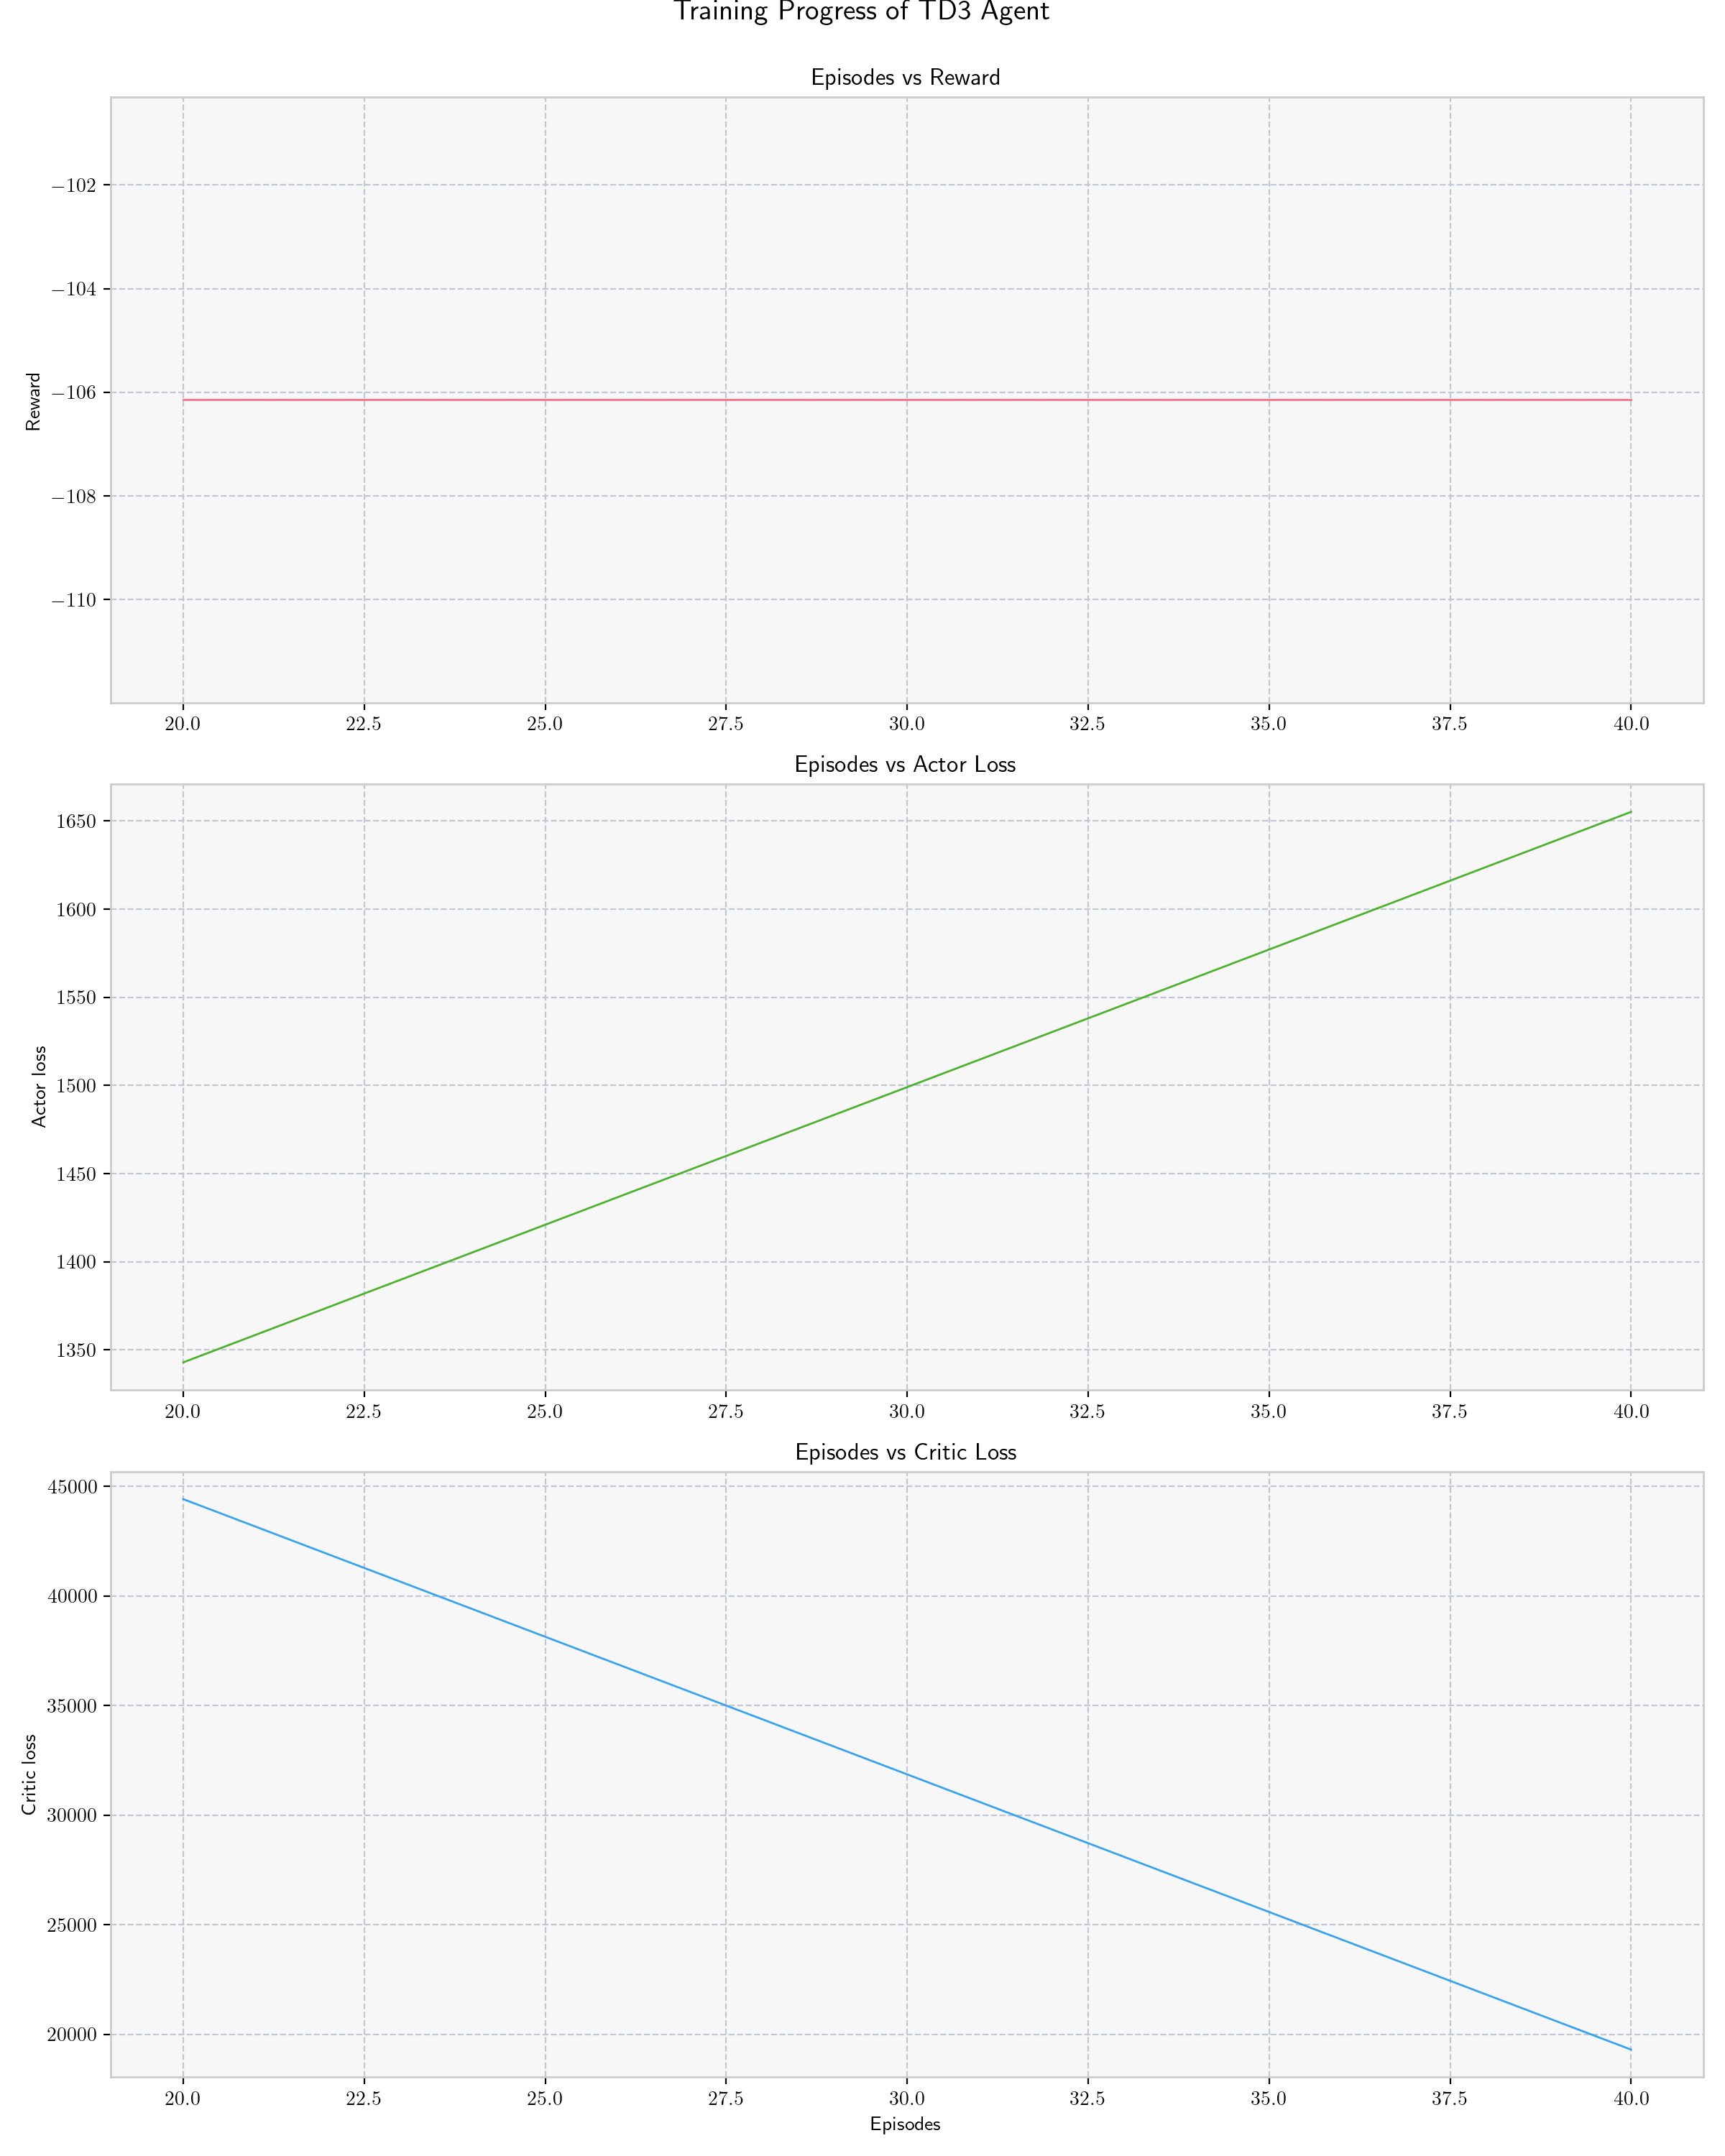 Training Progress of TD3 Agent
Episodes vs Reward
Reward
−102
−104
−106
−108
−110
20.0 22.5 25.0 27.5 30.0 32.5 35.0 37.5 40.0
Episodes vs Actor Loss
Actor loss
1650
1600
1550
1500
1450
1400
1350
20.0 22.5 25.0 27.5 30.0 32.5 35.0 37.5 40.0
Episodes vs Critic Loss
Critic loss
45000
40000
35000
30000
25000
20000
20.0 22.5 25.0 27.5 30.0 32.5 35.0 37.5 40.0
Episodes